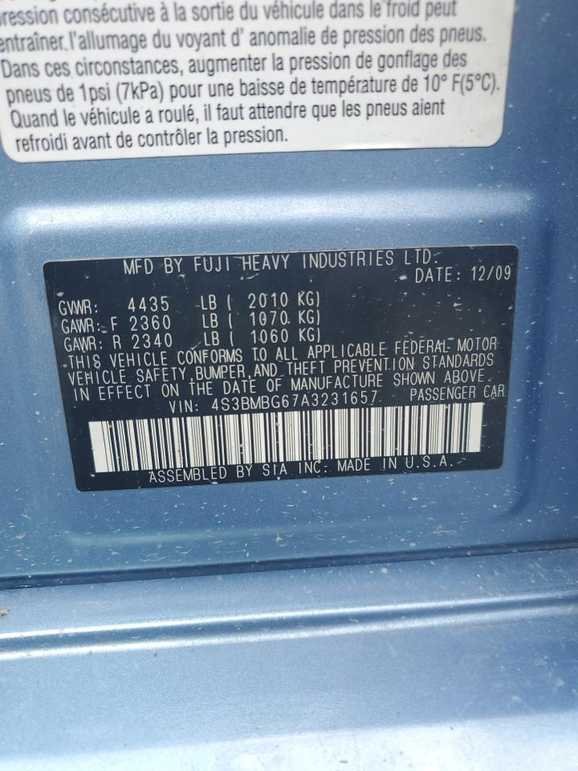 pression consécutive à la sortie du véhicule dans le froid peut
entraîner l'allumage du voyant d' anomalie de pression des pneus.
Dans ces circonstances, augmenter la pression de gonflage des
pneus de 1psi (7kPa) pour une baisse de température de 10° F(5°C).
Quand le véhicule a roulé, il faut attendre que les pneus aient
refroidi avant de contrôler la pression.
MFD BY FUJI HEAVY INDUSTRIES LTD.
DATE: 12/09
GVWR: 4435 LB ( 2010 KG)
GAWR: F 2360 LB ( 1070 KG)
GAWR: R 2340 LB ( 1060 KG)
THIS VEHICLE CONFORMS TO ALL APPLICABLE FEDERAL MOTOR
VEHICLE SAFETY, BUMPER, AND THEFT PREVENTION STANDARDS
IN EFFECT ON THE DATE OF MANUFACTURE SHOWN ABOVE.
VIN: 4S3BMBG67A3231657 PASSENGER CAR
ASSEMBLED BY SIA INC. MADE IN U.S.A.